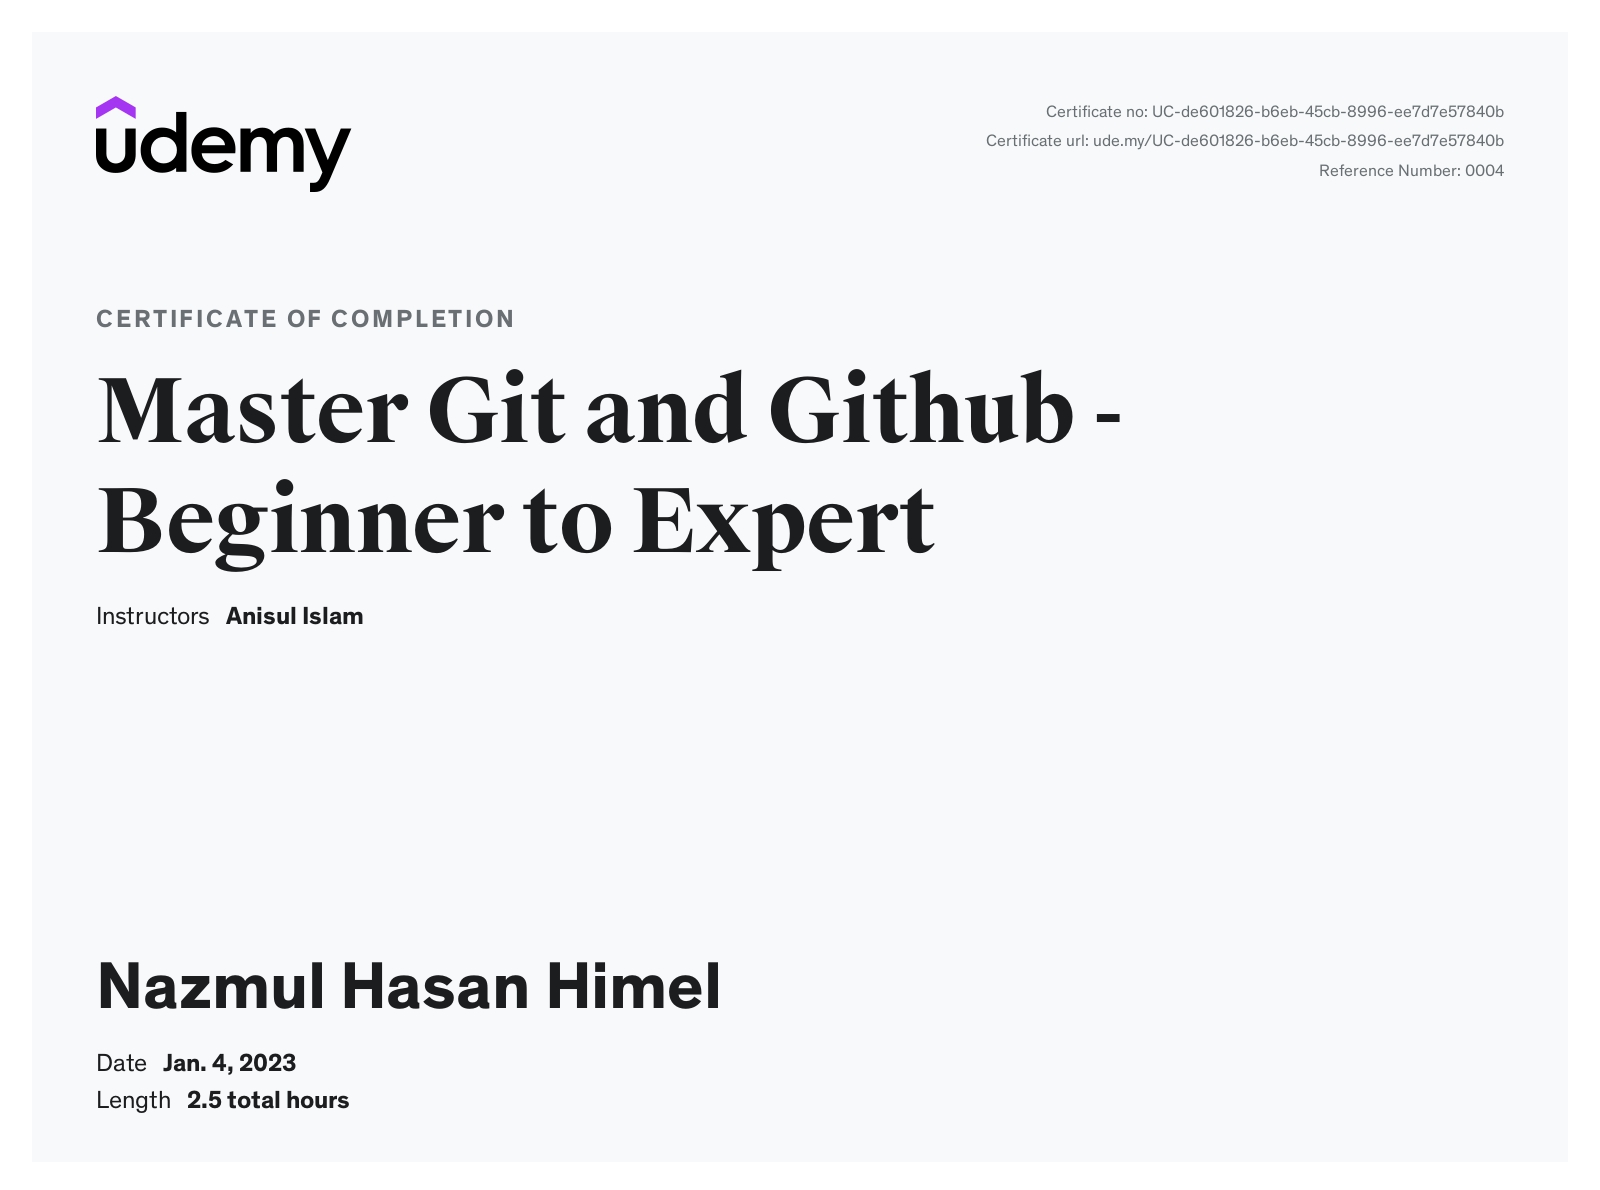 udemy
Certificate no: UC-de601826-b6eb-45cb-8996-ee7d7e57840b
Certificate url: ude.my/UC-de601826-b6eb-45cb-8996-ee7d7e57840b
Reference Number: 0004
CERTIFICATE OF COMPLETION
Master Git and Github -
Beginner to Expert
Instructors Anisul Islam
Nazmul Hasan Himel
Date Jan. 4, 2023
Length 2.5 total hours